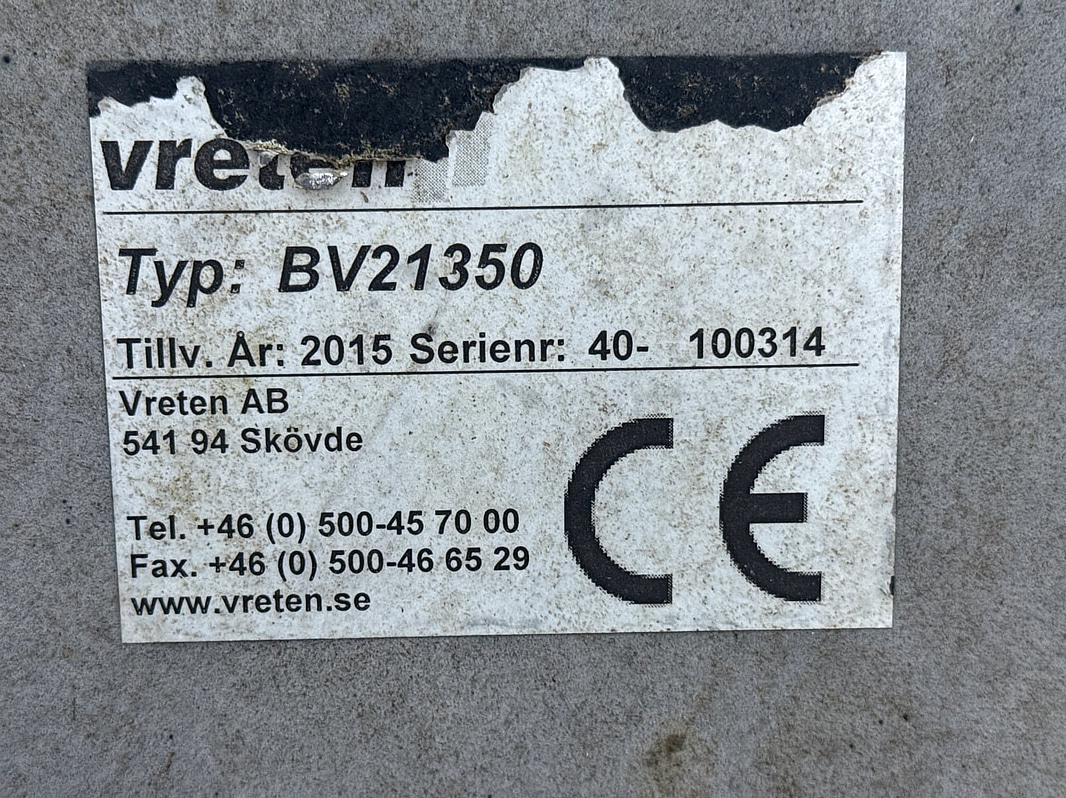 vreten
Typ: BV21350
Tillv. År: 2015 Serienr: 40- 100314
Vreten AB
541 94 Skövde
Tel. +46 (0) 500-45 70 00
Fax. +46 (0) 500-46 65 29
www.vreten.se
CE